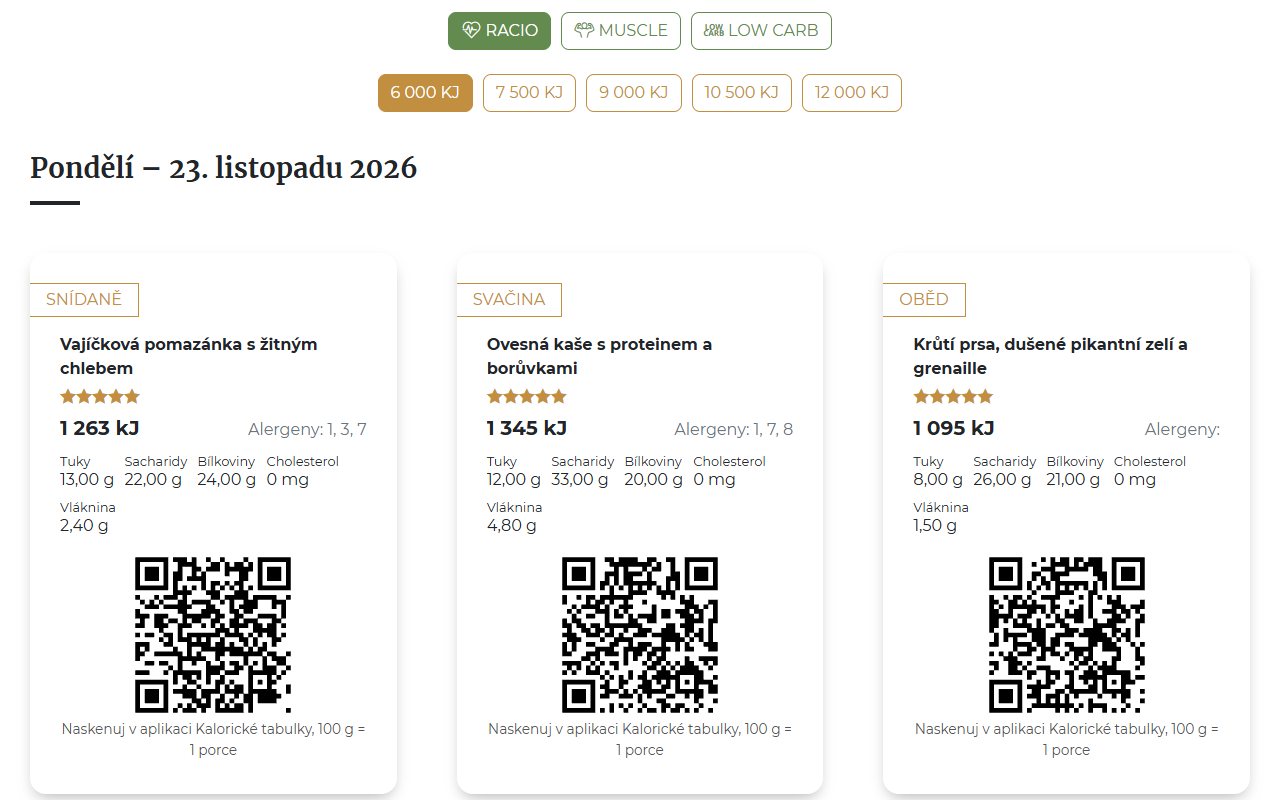 RACIO
MUSCLE
LOW CARB LOW CARB
6 000 KJ
7 500 KJ
9 000 KJ
10 500 KJ
12 000 KJ
Pondělí – 23. listopadu 2026
SNÍDANĚ
Vajíčková pomazánka s žitným
chlebem
1 263 kJ
Alergeny: 1, 3, 7
Tuky Sacharidy Bílkoviny Cholesterol
13,00 g 22,00 g 24,00 g 0 mg
Vláknina
2,40 g
Naskenuj v aplikaci Kalorické tabulky, 100 g =
1 porce
SVAČINA
Ovesná kaše s proteinem a
borůvkami
1 345 kJ
Alergeny: 1, 7, 8
Tuky Sacharidy Bílkoviny Cholesterol
12,00 g 33,00 g 20,00 g 0 mg
Vláknina
4,80 g
Naskenuj v aplikaci Kalorické tabulky, 100 g =
1 porce
OBĚD
Krůtí prsa, dušené pikantní zelí a
grenaille
1 095 kJ
Alergeny:
Tuky Sacharidy Bílkoviny Cholesterol
8,00 g 26,00 g 21,00 g 0 mg
Vláknina
1,50 g
Naskenuj v aplikaci Kalorické tabulky, 100 g =
1 porce